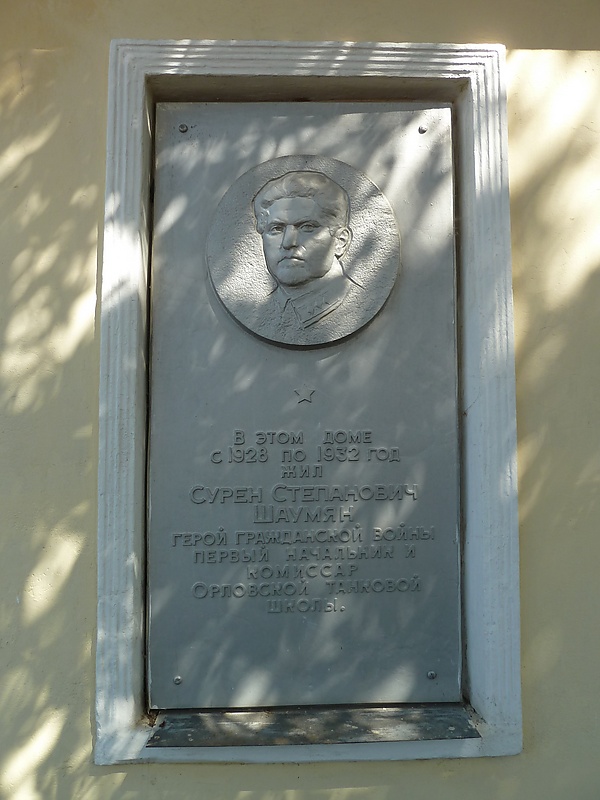 В ЭТОМ ДОМЕ
С 1928 ПО 1932 ГОД
ЖИЛ
СУРЕН СТЕПАНОВИЧ
ШАУМЯН
ГЕРОЙ ГРАЖДАНСКОЙ ВОЙНЫ
ПЕРВЫЙ НАЧАЛЬНИК И
КОМИССАР
ОРЛОВСКОЙ ТАНКОВОЙ
ШКОЛЫ.